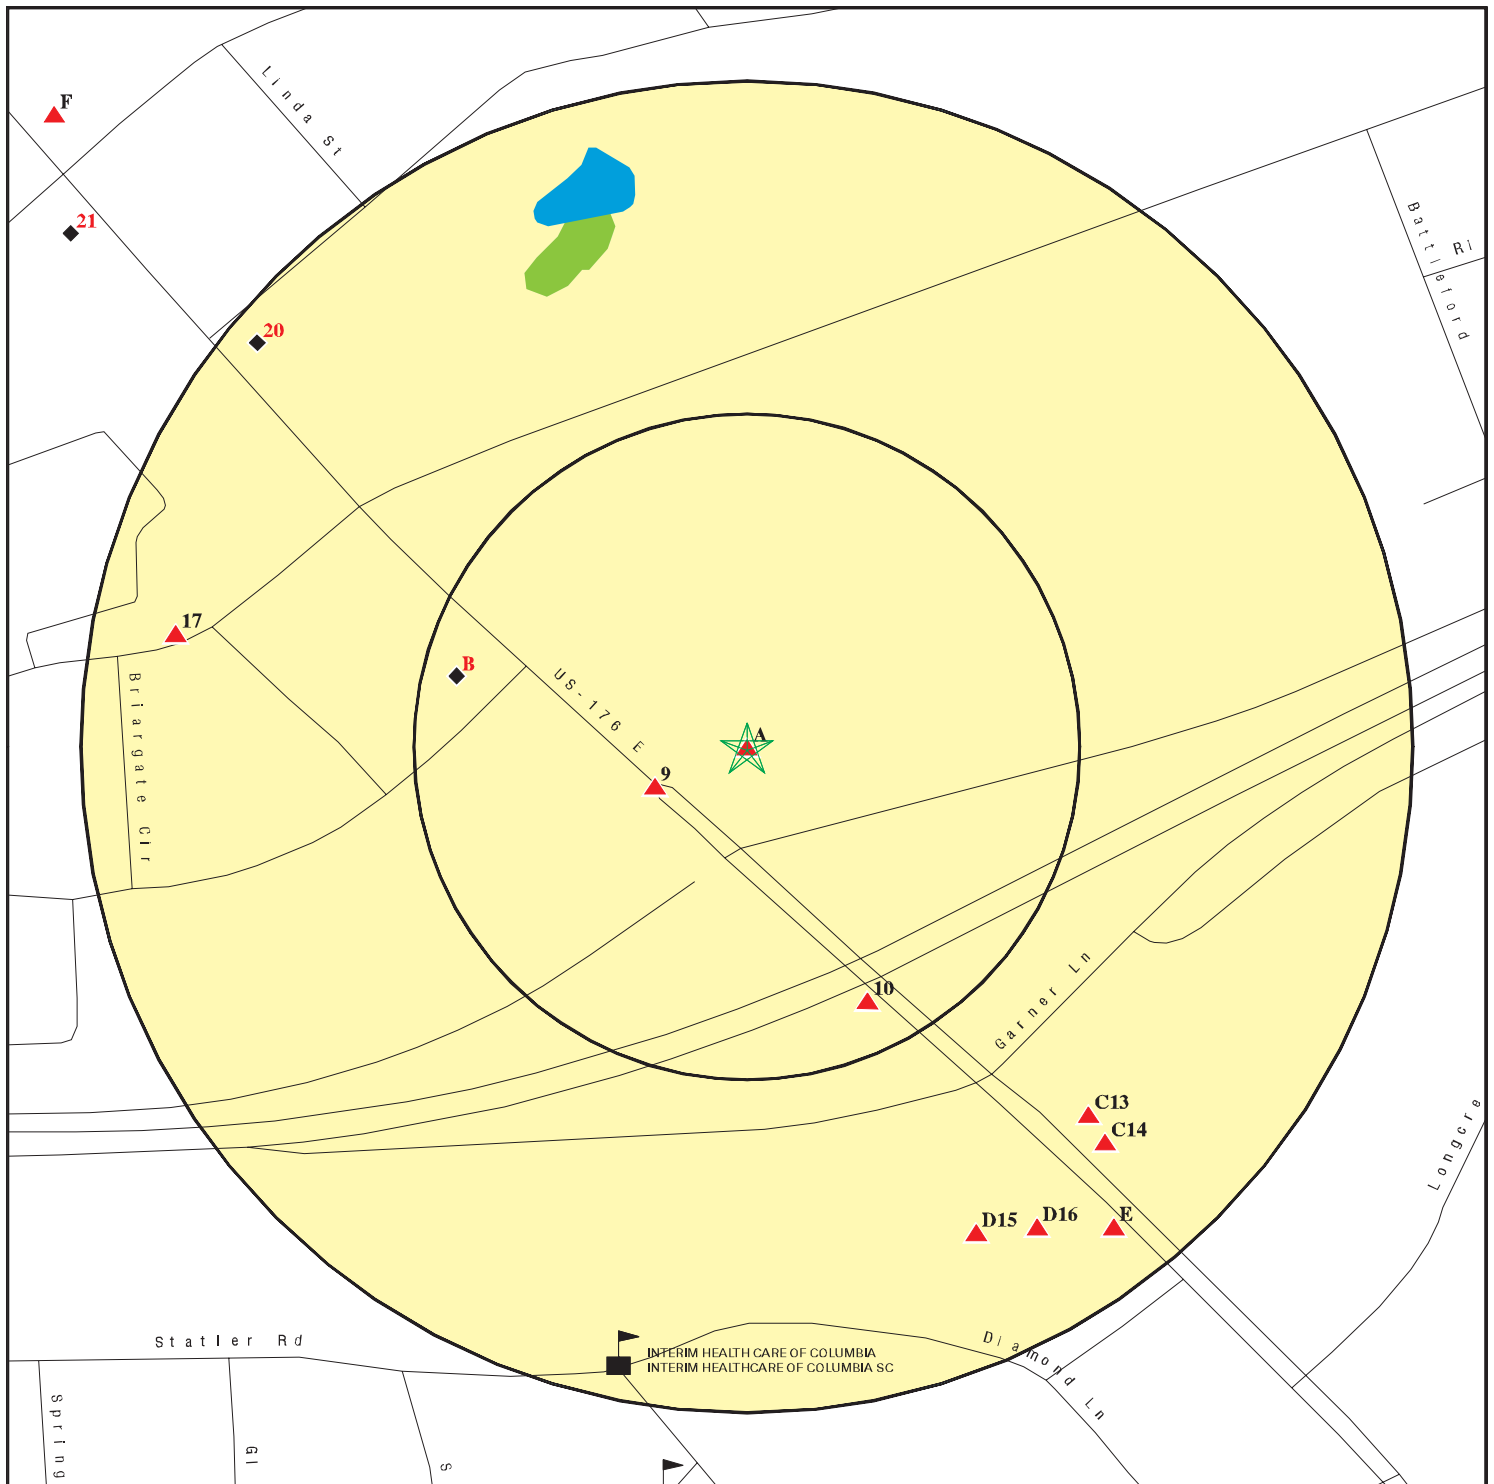 F
Linda St
21
Battleford
Rl
20
17
B
US-176 E
A
9
Briargate Cir
10
Garner Ln
C13
C14
Longcre
D15
D16
E
Statler Rd
Diamond Ln
INTERIM HEALTH CARE OF COLUMBIA
INTERIM HEALTHCARE OF COLUMBIA SC
Spring
Gl
S